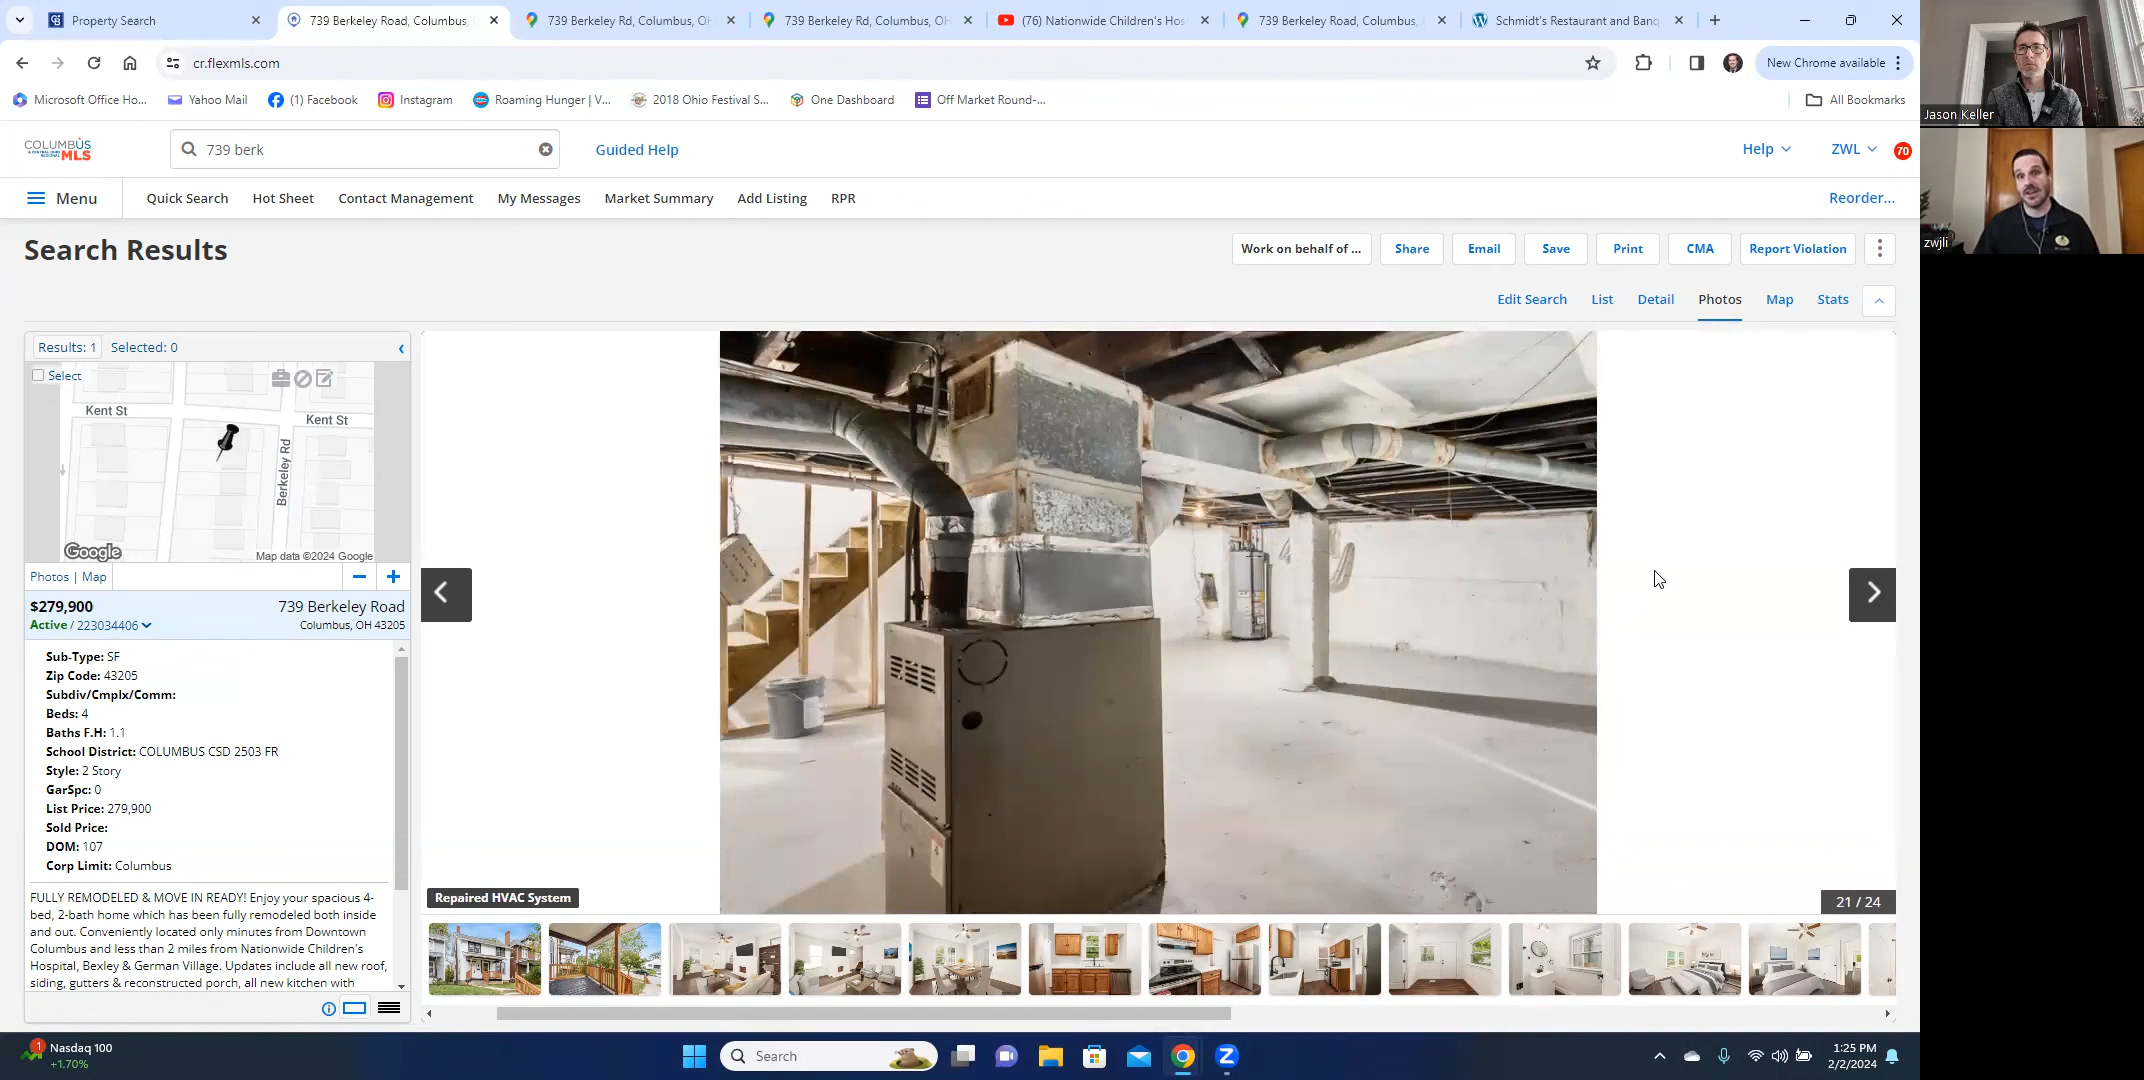 Property Search
739 Berkeley Road, Columbus,
739 Berkeley Rd, Columbus, OH
739 Berkeley Rd, Columbus, OH
(76) Nationwide Children's Hos
739 Berkeley Road, Columbus,
Schmidt's Restaurant and Banq
cr.flexmls.com
New Chrome available
Microsoft Office Ho...
Yahoo Mail
(1) Facebook
Instagram
Roaming Hunger | V...
2018 Ohio Festival S...
One Dashboard
Off Market Round-...
All Bookmarks
Jason Keller
COLUMBUS
MLS
739 berk
Guided Help
Help
ZWL
70
Menu
Quick Search
Hot Sheet
Contact Management
My Messages
Market Summary
Add Listing
RPR
Reorder...
zwjli
Search Results
Work on behalf of ...
Share
Email
Save
Print
CMA
Report Violation
Edit Search
List
Detail
Photos
Map
Stats
Results: 1
Selected: 0
Select
Kent St
Kent St
Berkeley Rd
Google
Map data ©2024 Google
Photos | Map
$279,900
739 Berkeley Road
Active / 223034406
Columbus, OH 43205
Sub-Type: SF
Zip Code: 43205
Subdiv/Cmplx/Comm:
Beds: 4
Baths F.H: 1.1
School District: COLUMBUS CSD 2503 FR
Style: 2 Story
GarSpc: 0
List Price: 279,900
Sold Price:
DOM: 107
Corp Limit: Columbus
FULLY REMODELED & MOVE IN READY! Enjoy your spacious 4-
bed, 2-bath home which has been fully remodeled both inside
and out. Conveniently located only minutes from Downtown
Columbus and less than 2 miles from Nationwide Children's
Hospital, Bexley & German Village. Updates include all new roof,
siding, gutters & reconstructed porch, all new kitchen with
Repaired HVAC System
21 / 24
1
Nasdaq 100
+1.70%
Search
1:25 PM
2/2/2024